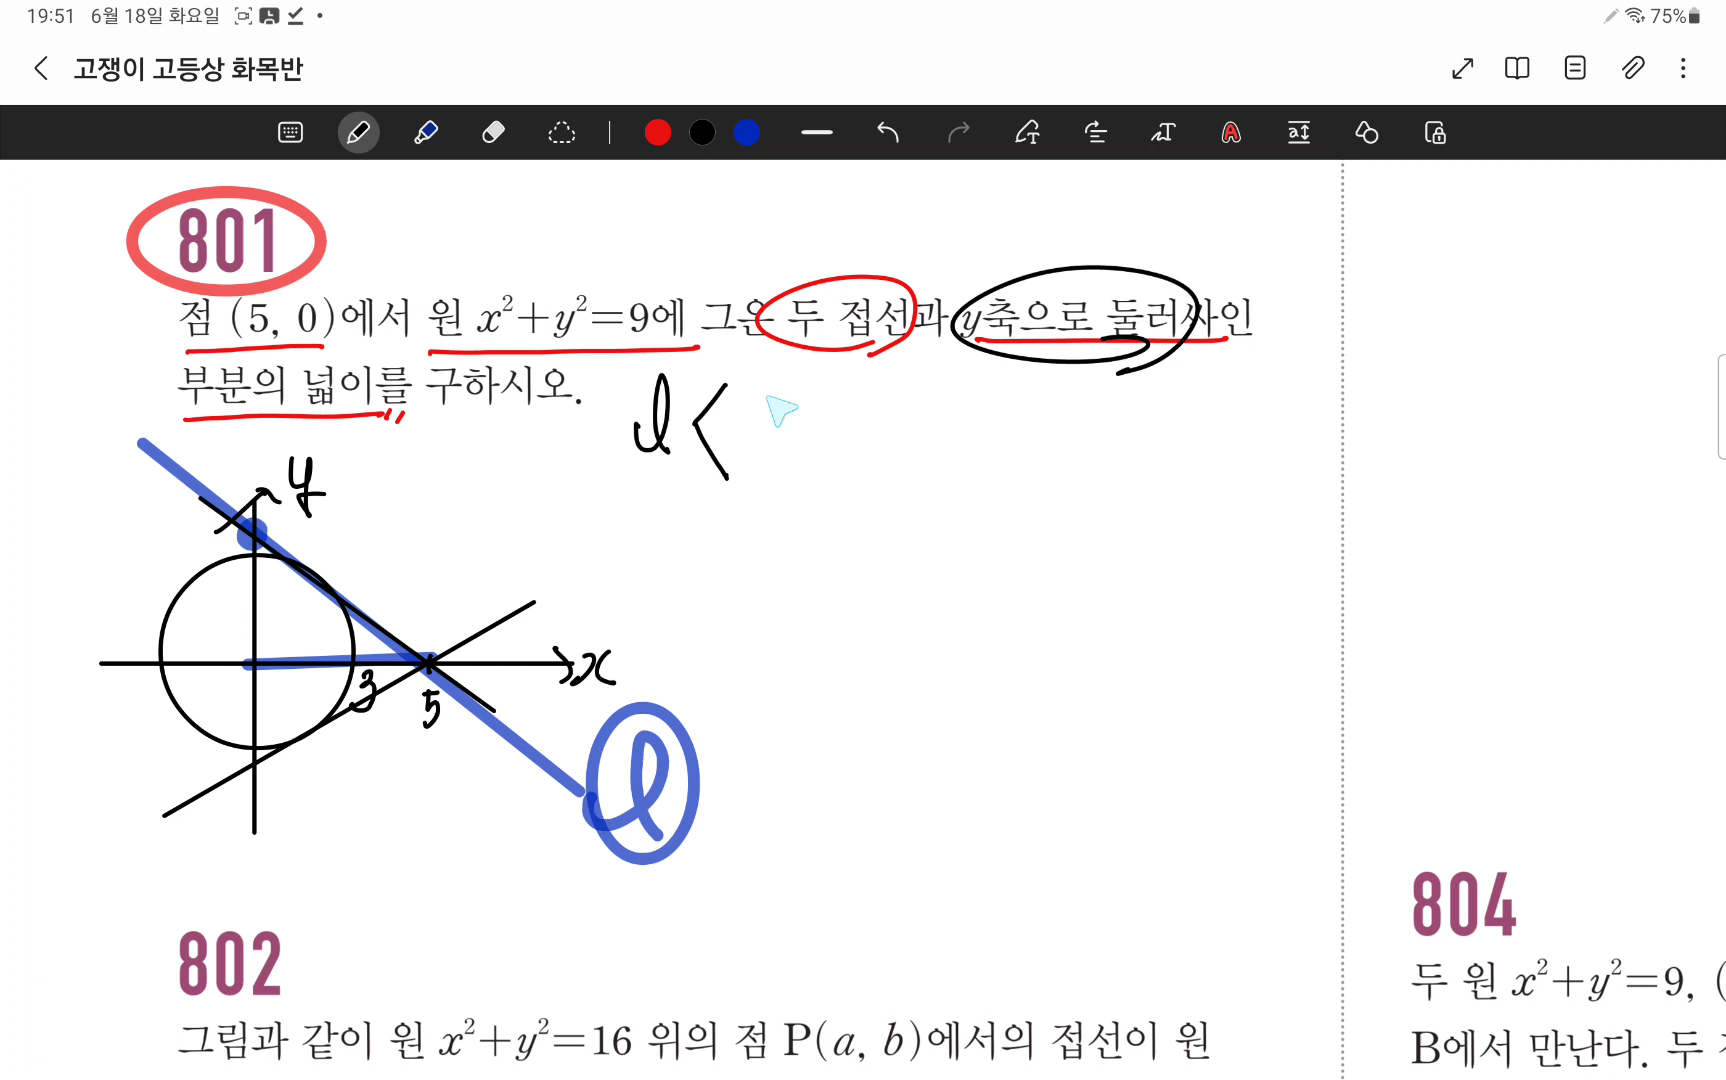 19:51 6월 18일 화요일 75%
고쟁이 고등상 화목반
801
점 (5, 0)에서 원 x²+y²=9에 그은 두 접선과 y축으로 둘러싸인
부분의 넓이를 구하시오.
l <
y
x
3
5
l
802
그림과 같이 원 x²+y²=16 위의 점 P(a, b)에서의 접선이 원
804
두 원 x²+y²=9, (
B에서 만난다. 두